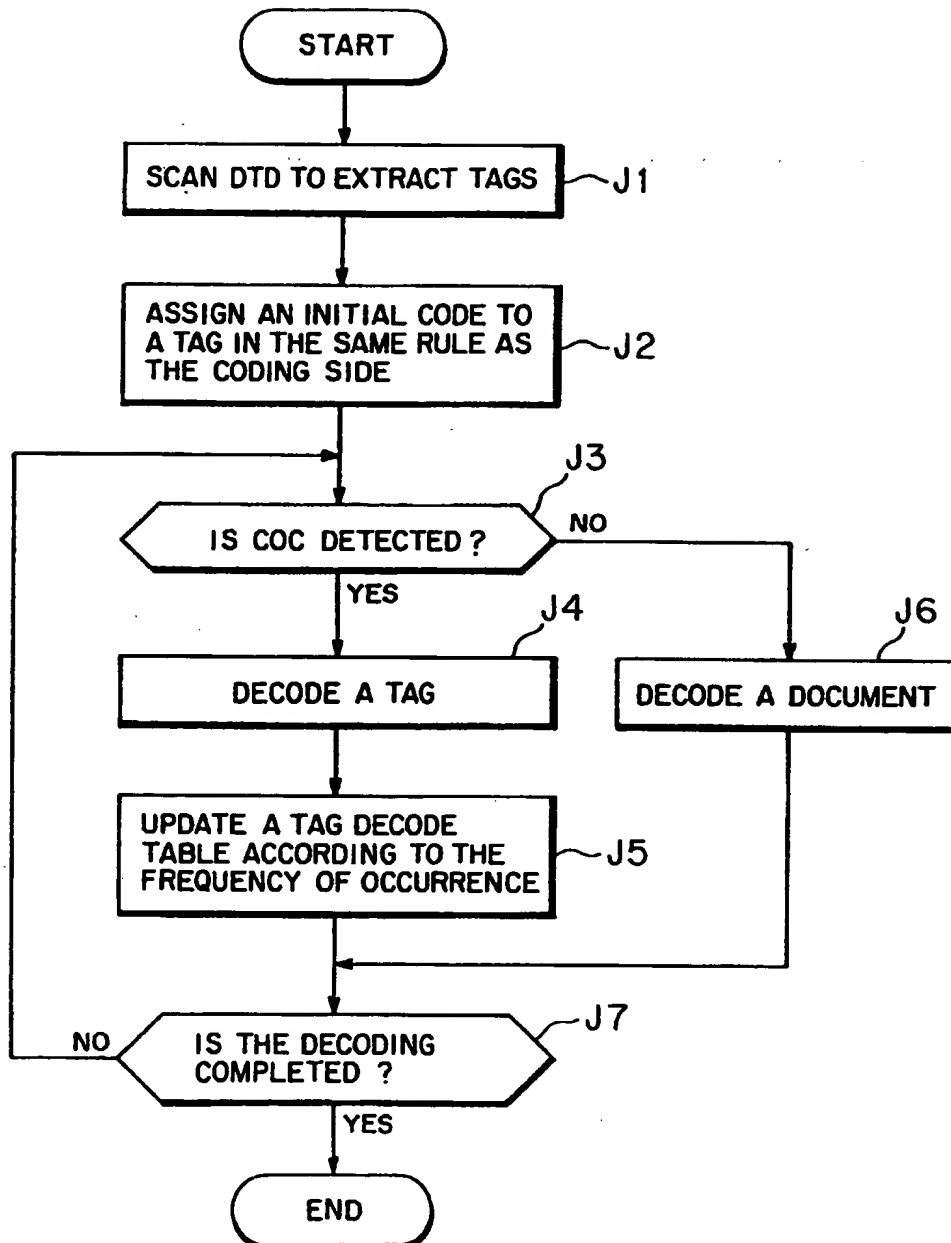 START
SCAN DTD TO EXTRACT TAGS
J1
ASSIGN AN INITIAL CODE TO
A TAG IN THE SAME RULE AS
THE CODING SIDE
J2
J3
IS COC DETECTED ?
NO
YES
J4
J6
DECODE A TAG
DECODE A DOCUMENT
UPDATE A TAG DECODE
TABLE ACCORDING TO THE
FREQUENCY OF OCCURRENCE
J5
J7
NO
IS THE DECODING
COMPLETED ?
YES
END